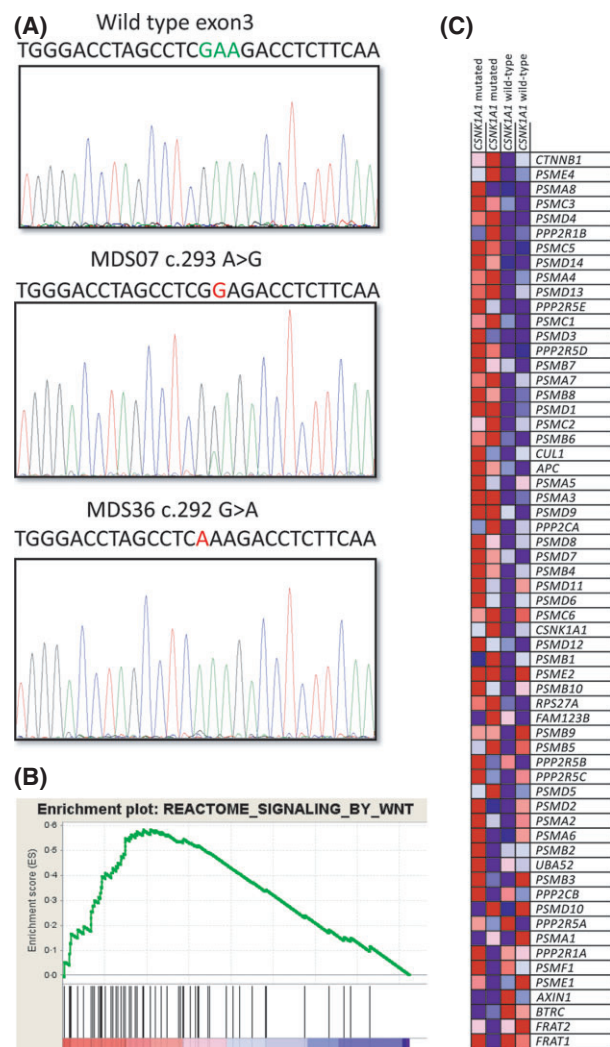 (A)
Wild type exon3
TGGGACCTAGCCTCGAAGACCTCTTCAA
MDS07 c.293 A>G
TGGGACCTAGCCTCGGAGACCTCTTCAA
MDS36 c.292 G>A
TGGGACCTAGCCTCAAAGACCTCTTCAA
(B)
Enrichment plot: REACTOME_SIGNALING_BY_WNT
Enrichment score (ES)
0·6
0·5
0·4
0·3
0·2
0·1
0·0
(C)
CSNK1A1 mutated
CSNK1A1 mutated
CSNK1A1 wild-type
CSNK1A1 wild-type
CTNNB1
PSME4
PSMA8
PSMC3
PSMD4
PPP2R1B
PSMC5
PSMD14
PSMA4
PSMD13
PPP2R5E
PSMC1
PSMD3
PPP2R5D
PSMB7
PSMA7
PSMB8
PSMD1
PSMC2
PSMB6
CUL1
APC
PSMA5
PSMA3
PSMD9
PPP2CA
PSMD8
PSMD7
PSMB4
PSMD11
PSMD6
PSMC6
CSNK1A1
PSMD12
PSMB1
PSME2
PSMB10
RPS27A
FAM123B
PSMB9
PSMB5
PPP2R5B
PPP2R5C
PSMD5
PSMD2
PSMA2
PSMA6
PSMB2
UBA52
PSMB3
PPP2CB
PSMD10
PPP2R5A
PSMA1
PPP2R1A
PSMF1
PSME1
AXIN1
BTRC
FRAT2
FRAT1